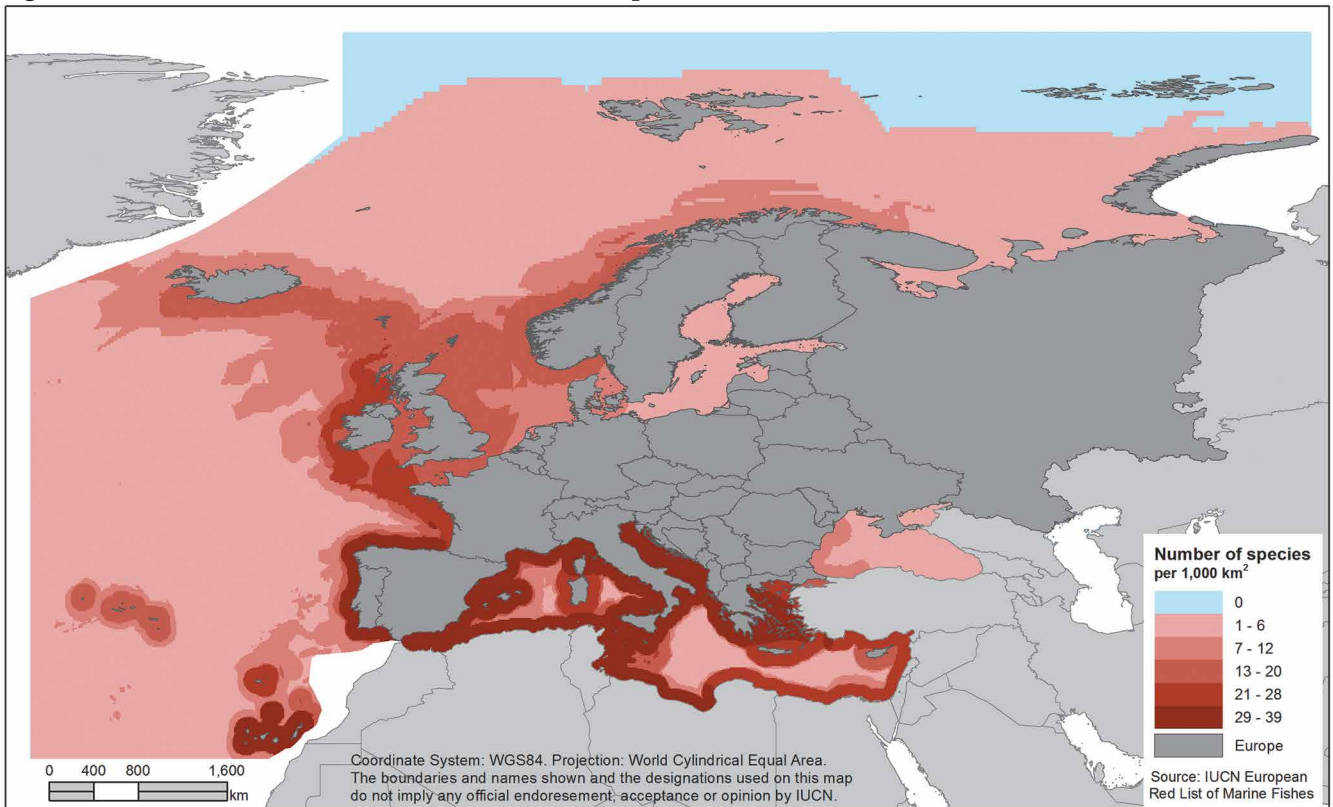 Number of species
per 1,000 km²
0
1 - 6
7 - 12
13 - 20
21 - 28
29 - 39
Europe
Source: IUCN European
Red List of Marine Fishes
Coordinate System: WGS84. Projection: World Cylindrical Equal Area.
The boundaries and names shown and the designations used on this map
do not imply any official endoresement, acceptance or opinion by IUCN.
0 400 800 1,600
km